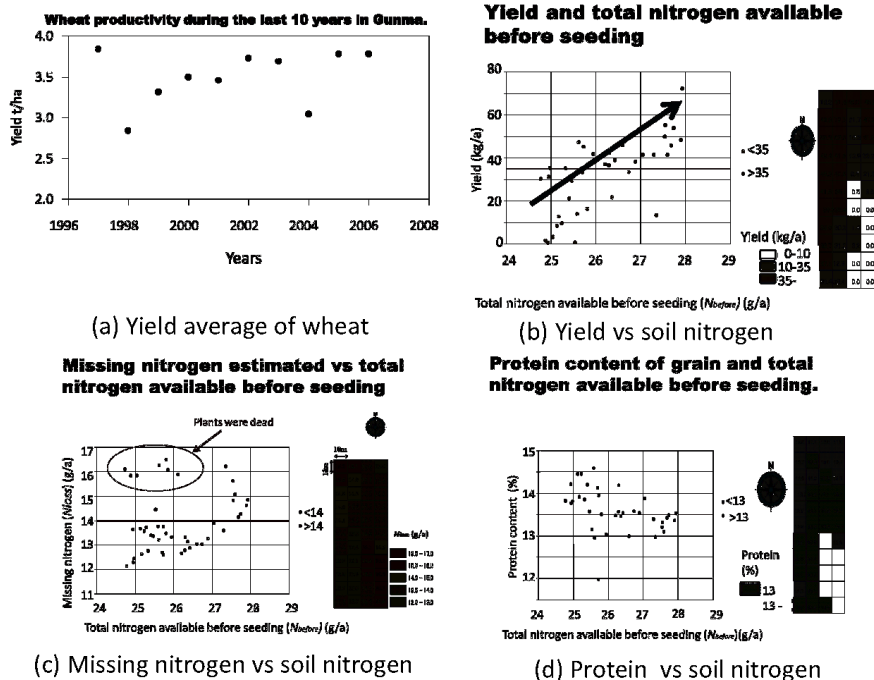 Wheat productivity during the last 10 years in Gunma.
4.0
3.5
3.0
2.5
2.0
Yield t/ha
1996 1998 2000 2002 2004 2006 2008
Years
(a) Yield average of wheat
Yield and total nitrogen available
before seeding
80
60
40
20
0
Yield (kg/a)
24 25 26 27 28 29
<35
>35
N
Yield (kg/a)
0-10
10-35
35-
Total nitrogen available before seeding (Nbefore) (g/a)
(b) Yield vs soil nitrogen
Missing nitrogen estimated vs total
nitrogen available before seeding
Plants were dead
17
16
15
14
13
12
11
Missing nitrogen (Nloss) (g/a)
24 25 26 27 28 29
<14
>14
Total nitrogen available before seeding (Nbefore) (g/a)
(c) Missing nitrogen vs soil nitrogen
Protein content of grain and total
nitrogen available before seeding.
15
14
13
12
Protein content (%)
24 25 26 27 28 29
<13
>13
N
Protein
(%)
13
13 -
Total nitrogen available before seeding (Nbefore)(g/a)
(d) Protein vs soil nitrogen